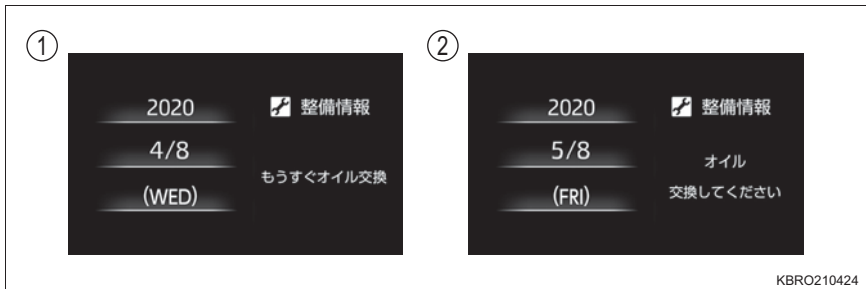 ①
2020
4/8
(WED)
整備情報
もうすぐオイル交換
②
2020
5/8
(FRI)
整備情報
オイル
交換してください
KBRO210424